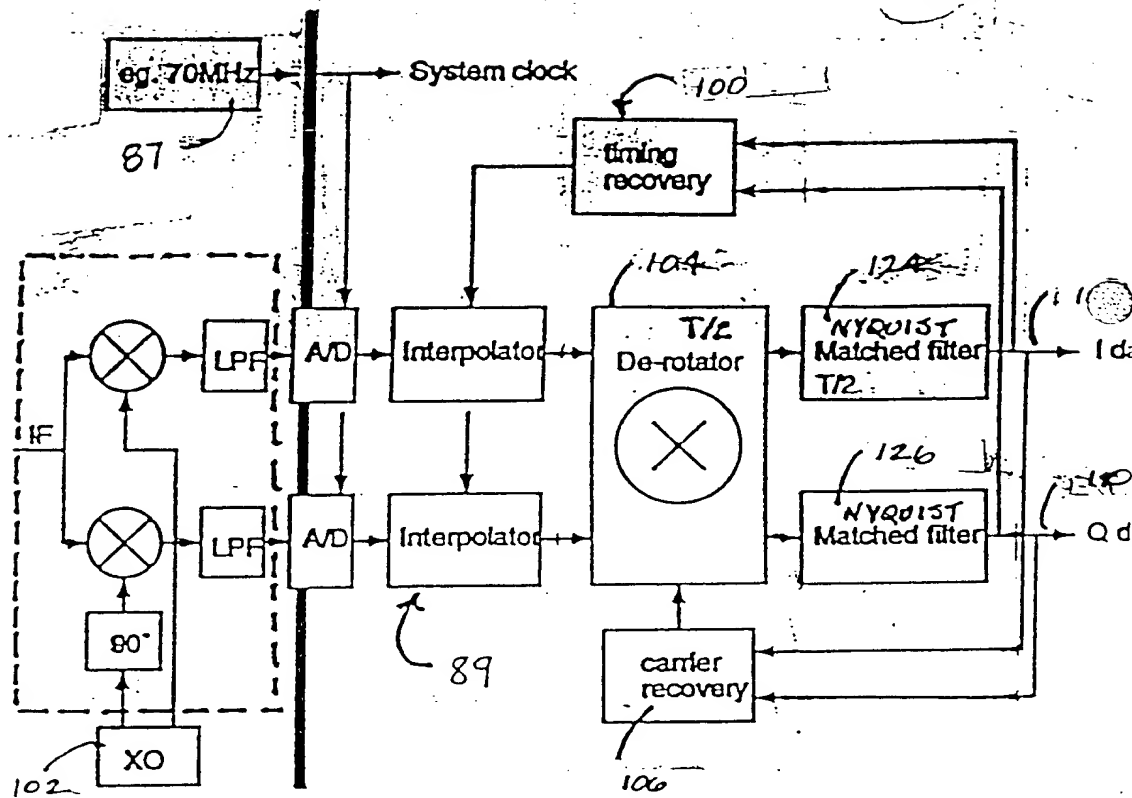 eg. 70MHz
System clock
100
87
timing
recovery
104
124
T/2
De-rotator
NYQUIST
Matched filter
T/2
I
A/D
Interpolator
LPF
IF
126
NYQUIST
Matched filter
Q d
A/D
Interpolator
LPF
90°
89
carrier
recovery
XO
102
106